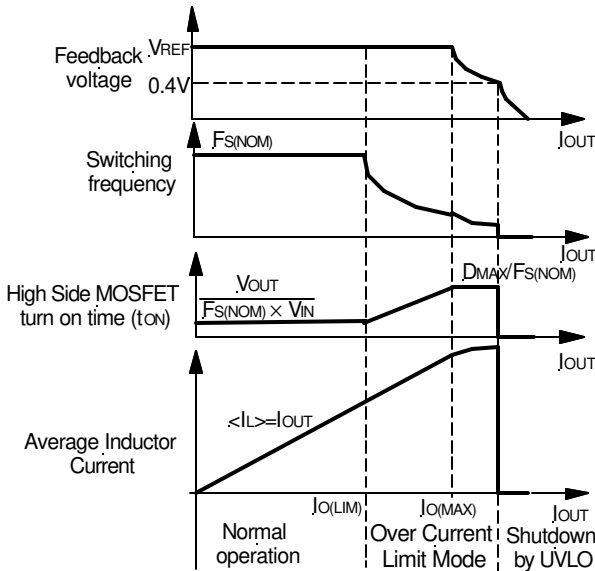 Feedback
voltage
VREF
0.4V
IOUT
Switching
frequency
FS(NOM)
IOUT
High Side MOSFET
turn on time (tON)
VOUT
FS(NOM) × VIN
DMAX/FS(NOM)
IOUT
Average Inductor
Current
<IL>=IOUT
IO(LIM)
IO(MAX)
IOUT
Normal
operation
Over Current
Limit Mode
Shutdown
by UVLO